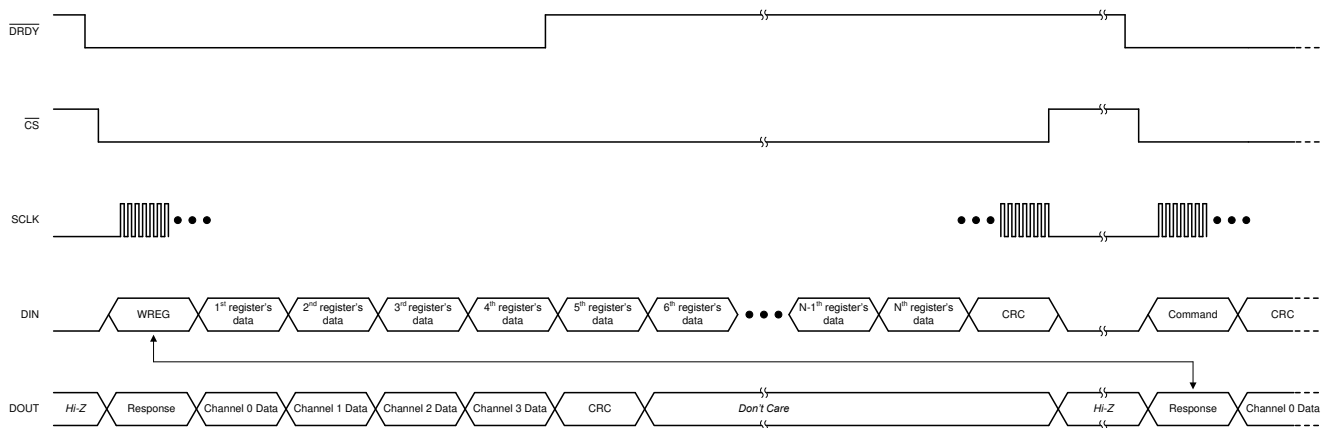 DRDY
CS
SCLK
DIN
WREG
1st register's
data
2nd register's
data
3rd register's
data
4th register's
data
5th register's
data
6th register's
data
N-1th register's
data
Nth register's
data
CRC
Command
CRC
DOUT
Hi-Z
Response
Channel 0 Data
Channel 1 Data
Channel 2 Data
Channel 3 Data
CRC
Don't Care
Hi-Z
Response
Channel 0 Data